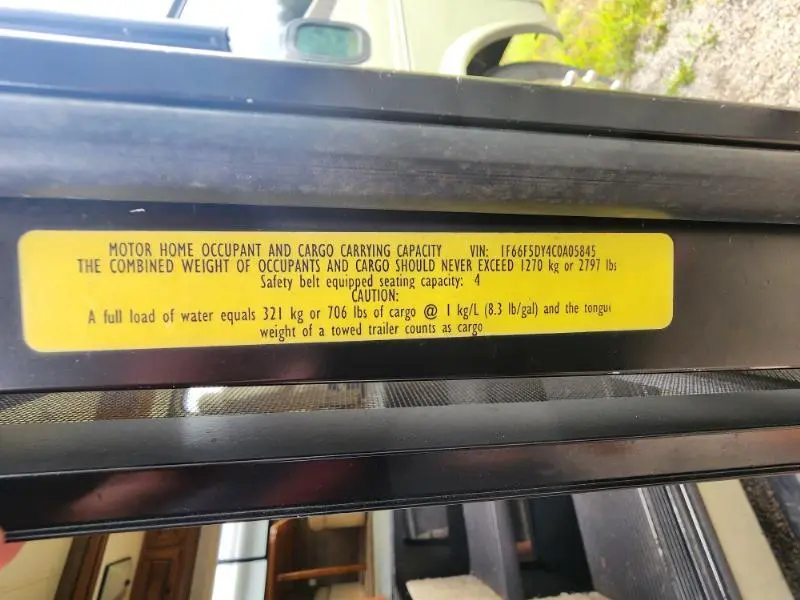 MOTOR HOME OCCUPANT AND CARGO CARRYING CAPACITY VIN: 1F66F5DY4C0A05845
THE COMBINED WEIGHT OF OCCUPANTS AND CARGO SHOULD NEVER EXCEED 1270 kg or 2797 lbs
Safety belt equipped seating capacity: 4
CAUTION:
A full load of water equals 321 kg or 706 lbs of cargo @ 1 kg/L (8.3 lb/gal) and the tongue
weight of a towed trailer counts as cargo